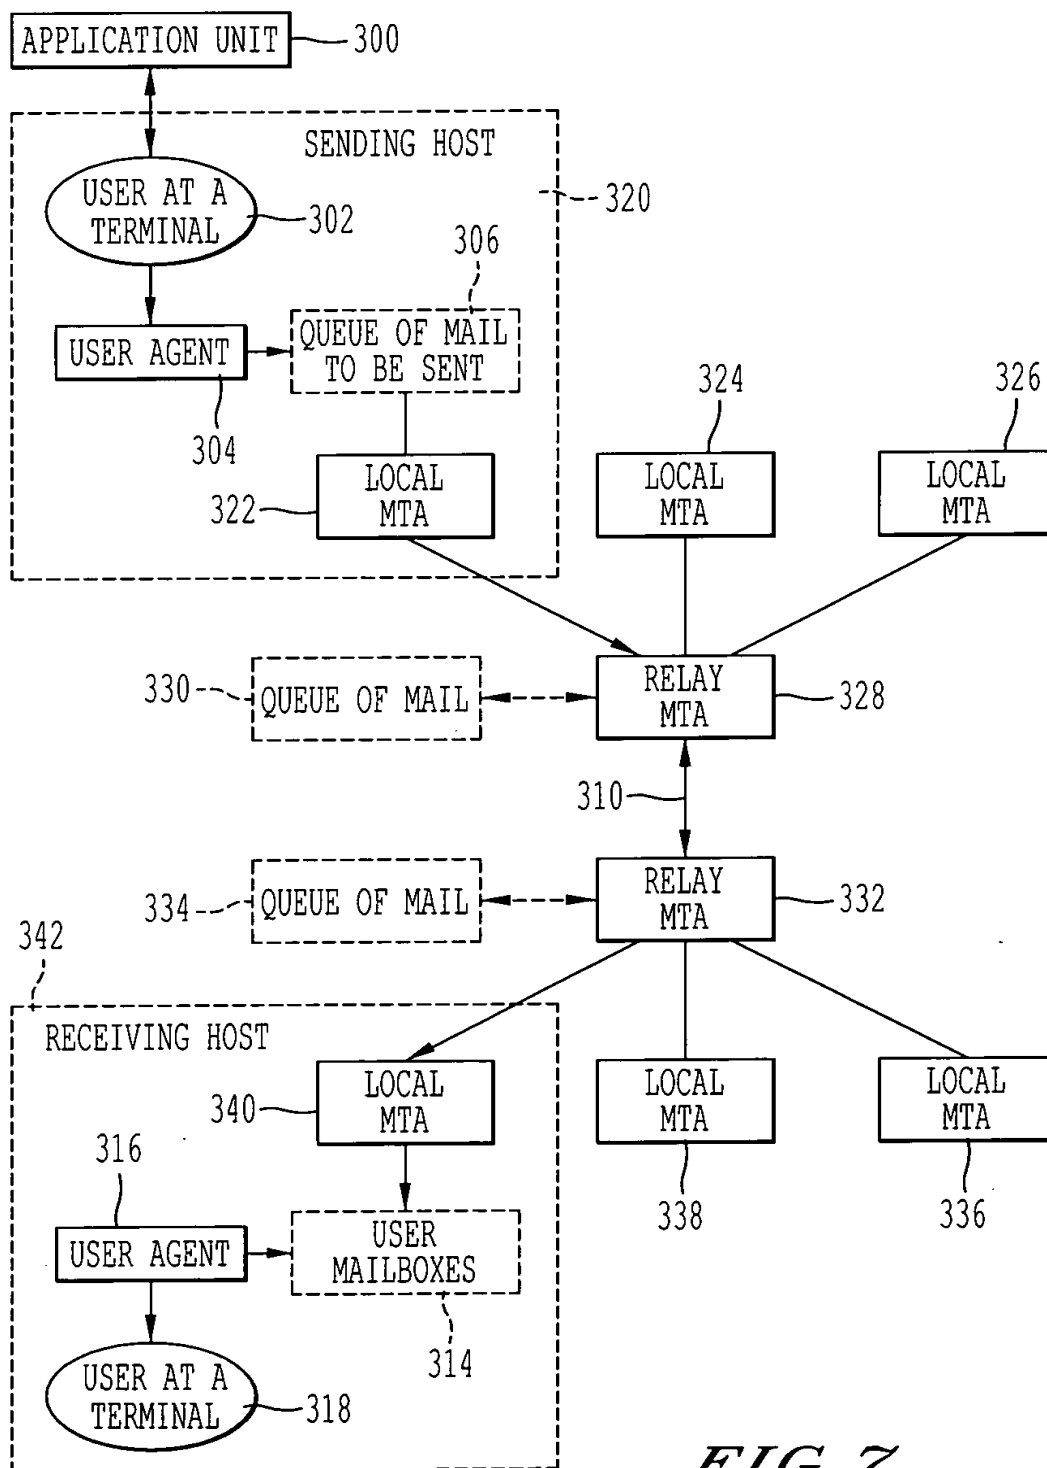 APPLICATION UNIT
300
SENDING HOST
320
USER AT A
TERMINAL
302
306
USER AGENT
304
QUEUE OF MAIL
TO BE SENT
324
326
322
LOCAL
MTA
LOCAL
MTA
LOCAL
MTA
330
QUEUE OF MAIL
RELAY
MTA
328
310
334
QUEUE OF MAIL
RELAY
MTA
332
342
RECEIVING HOST
340
LOCAL
MTA
LOCAL
MTA
LOCAL
MTA
338
336
316
USER AGENT
USER
MAILBOXES
314
USER AT A
TERMINAL
318
FIG. 7